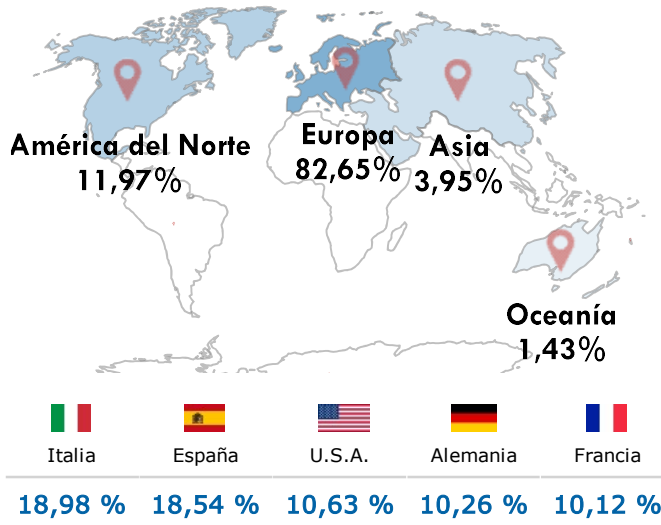 América del Norte
11,97%
Europa
82,65%
Asia
3,95%
Oceanía
1,43%
Italia España U.S.A. Alemania Francia
18,98 % 18,54 % 10,63 % 10,26 % 10,12 %